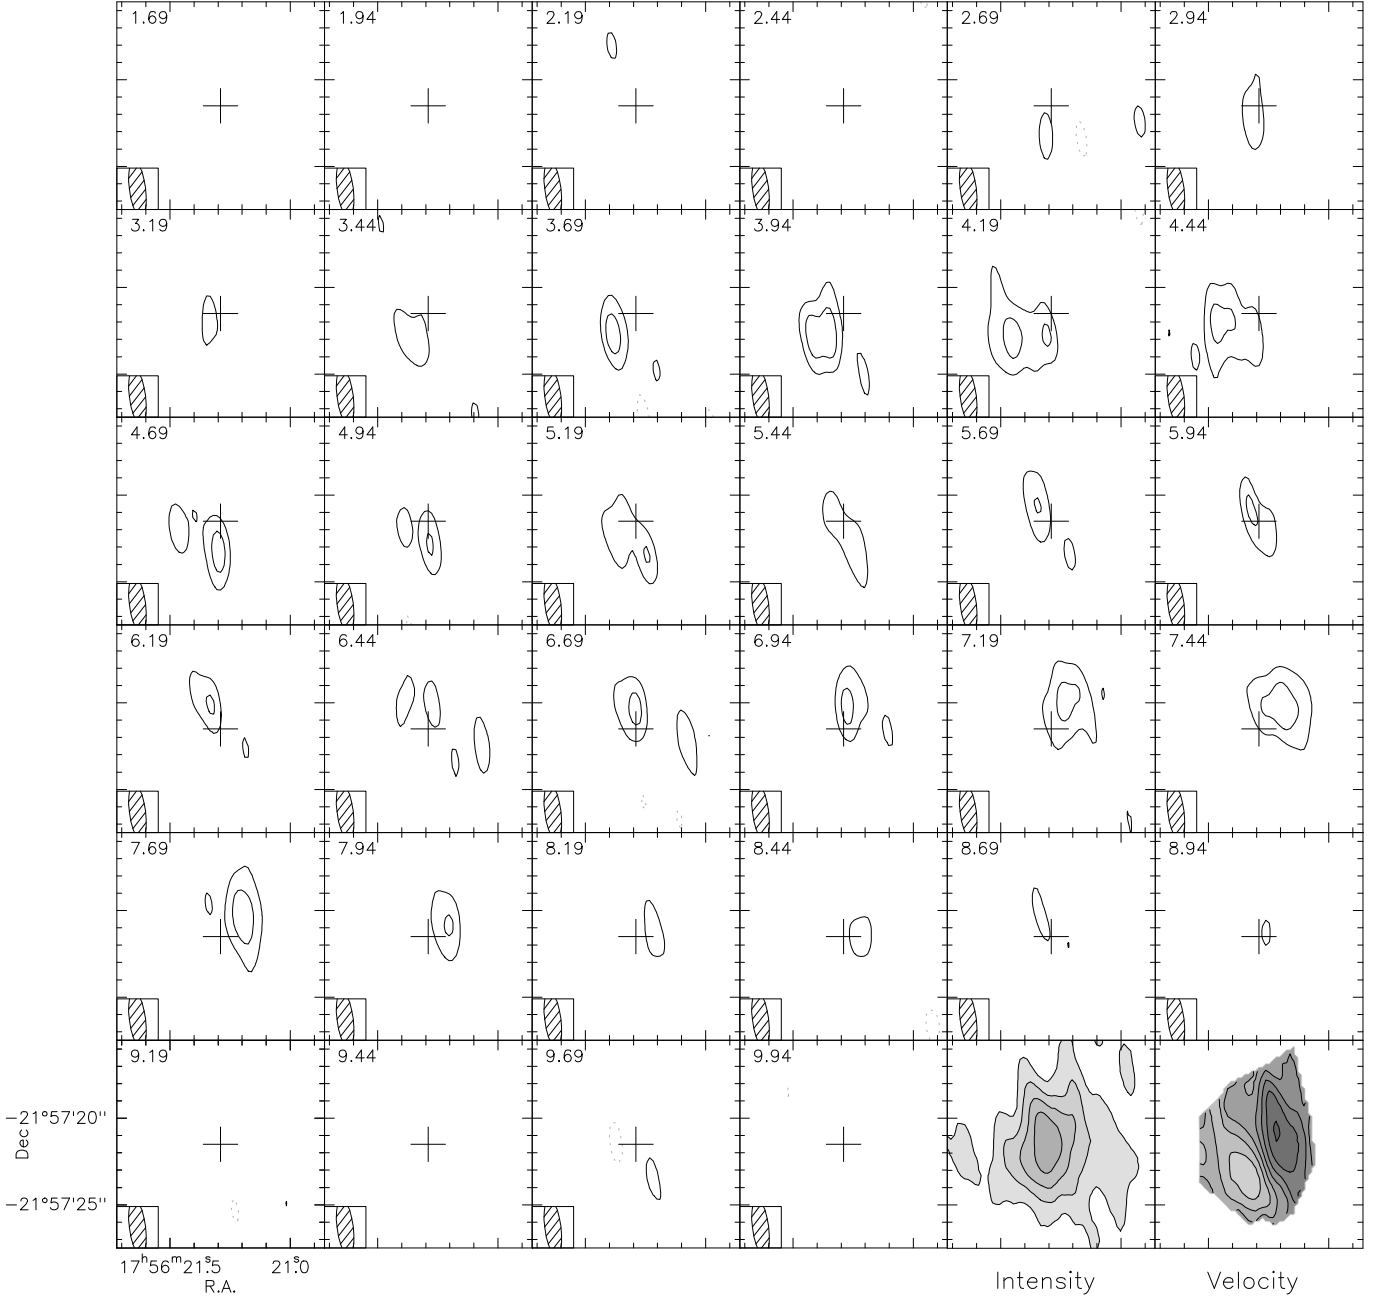 1.69 1.94 2.19 2.44 2.69 2.94
3.19 3.44 3.69 3.94 4.19 4.44
4.69 4.94 5.19 5.44 5.69 5.94
6.19 6.44 6.69 6.94 7.19 7.44
7.69 7.94 8.19 8.44 8.69 8.94
9.19 9.44 9.69 9.94
−21°57'20"
Dec
−21°57'25"
17ʰ56ᵐ21ˢ.5 21ˢ.0
R.A.
Intensity Velocity